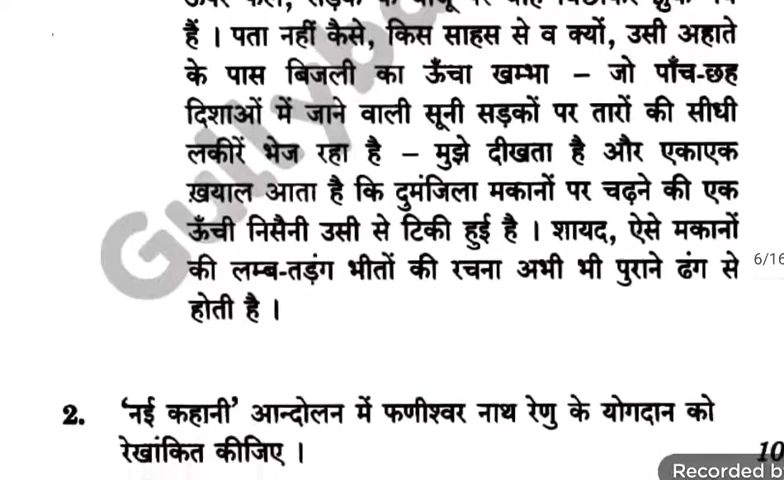 हैं । पता नहीं कैसे, किस साहस से व क्यों, उसी अहाते
के पास बिजली का ऊँचा खम्भा – जो पाँच-छह
दिशाओं में जाने वाली सूनी सड़कों पर तारों की सीधी
लकीरें भेज रहा है – मुझे दीखता है और एकाएक
ख़याल आता है कि दुमंजिला मकानों पर चढ़ने की एक
ऊँची निसैनी उसी से टिकी हुई है । शायद, ऐसे मकानों
की लम्ब-तड़ंग भीतों की रचना अभी भी पुराने ढंग से
होती है ।
6/16
2. ‘नई कहानी’ आन्दोलन में फणीश्वर नाथ रेणु के योगदान को
रेखांकित कीजिए ।
10
Recorded b